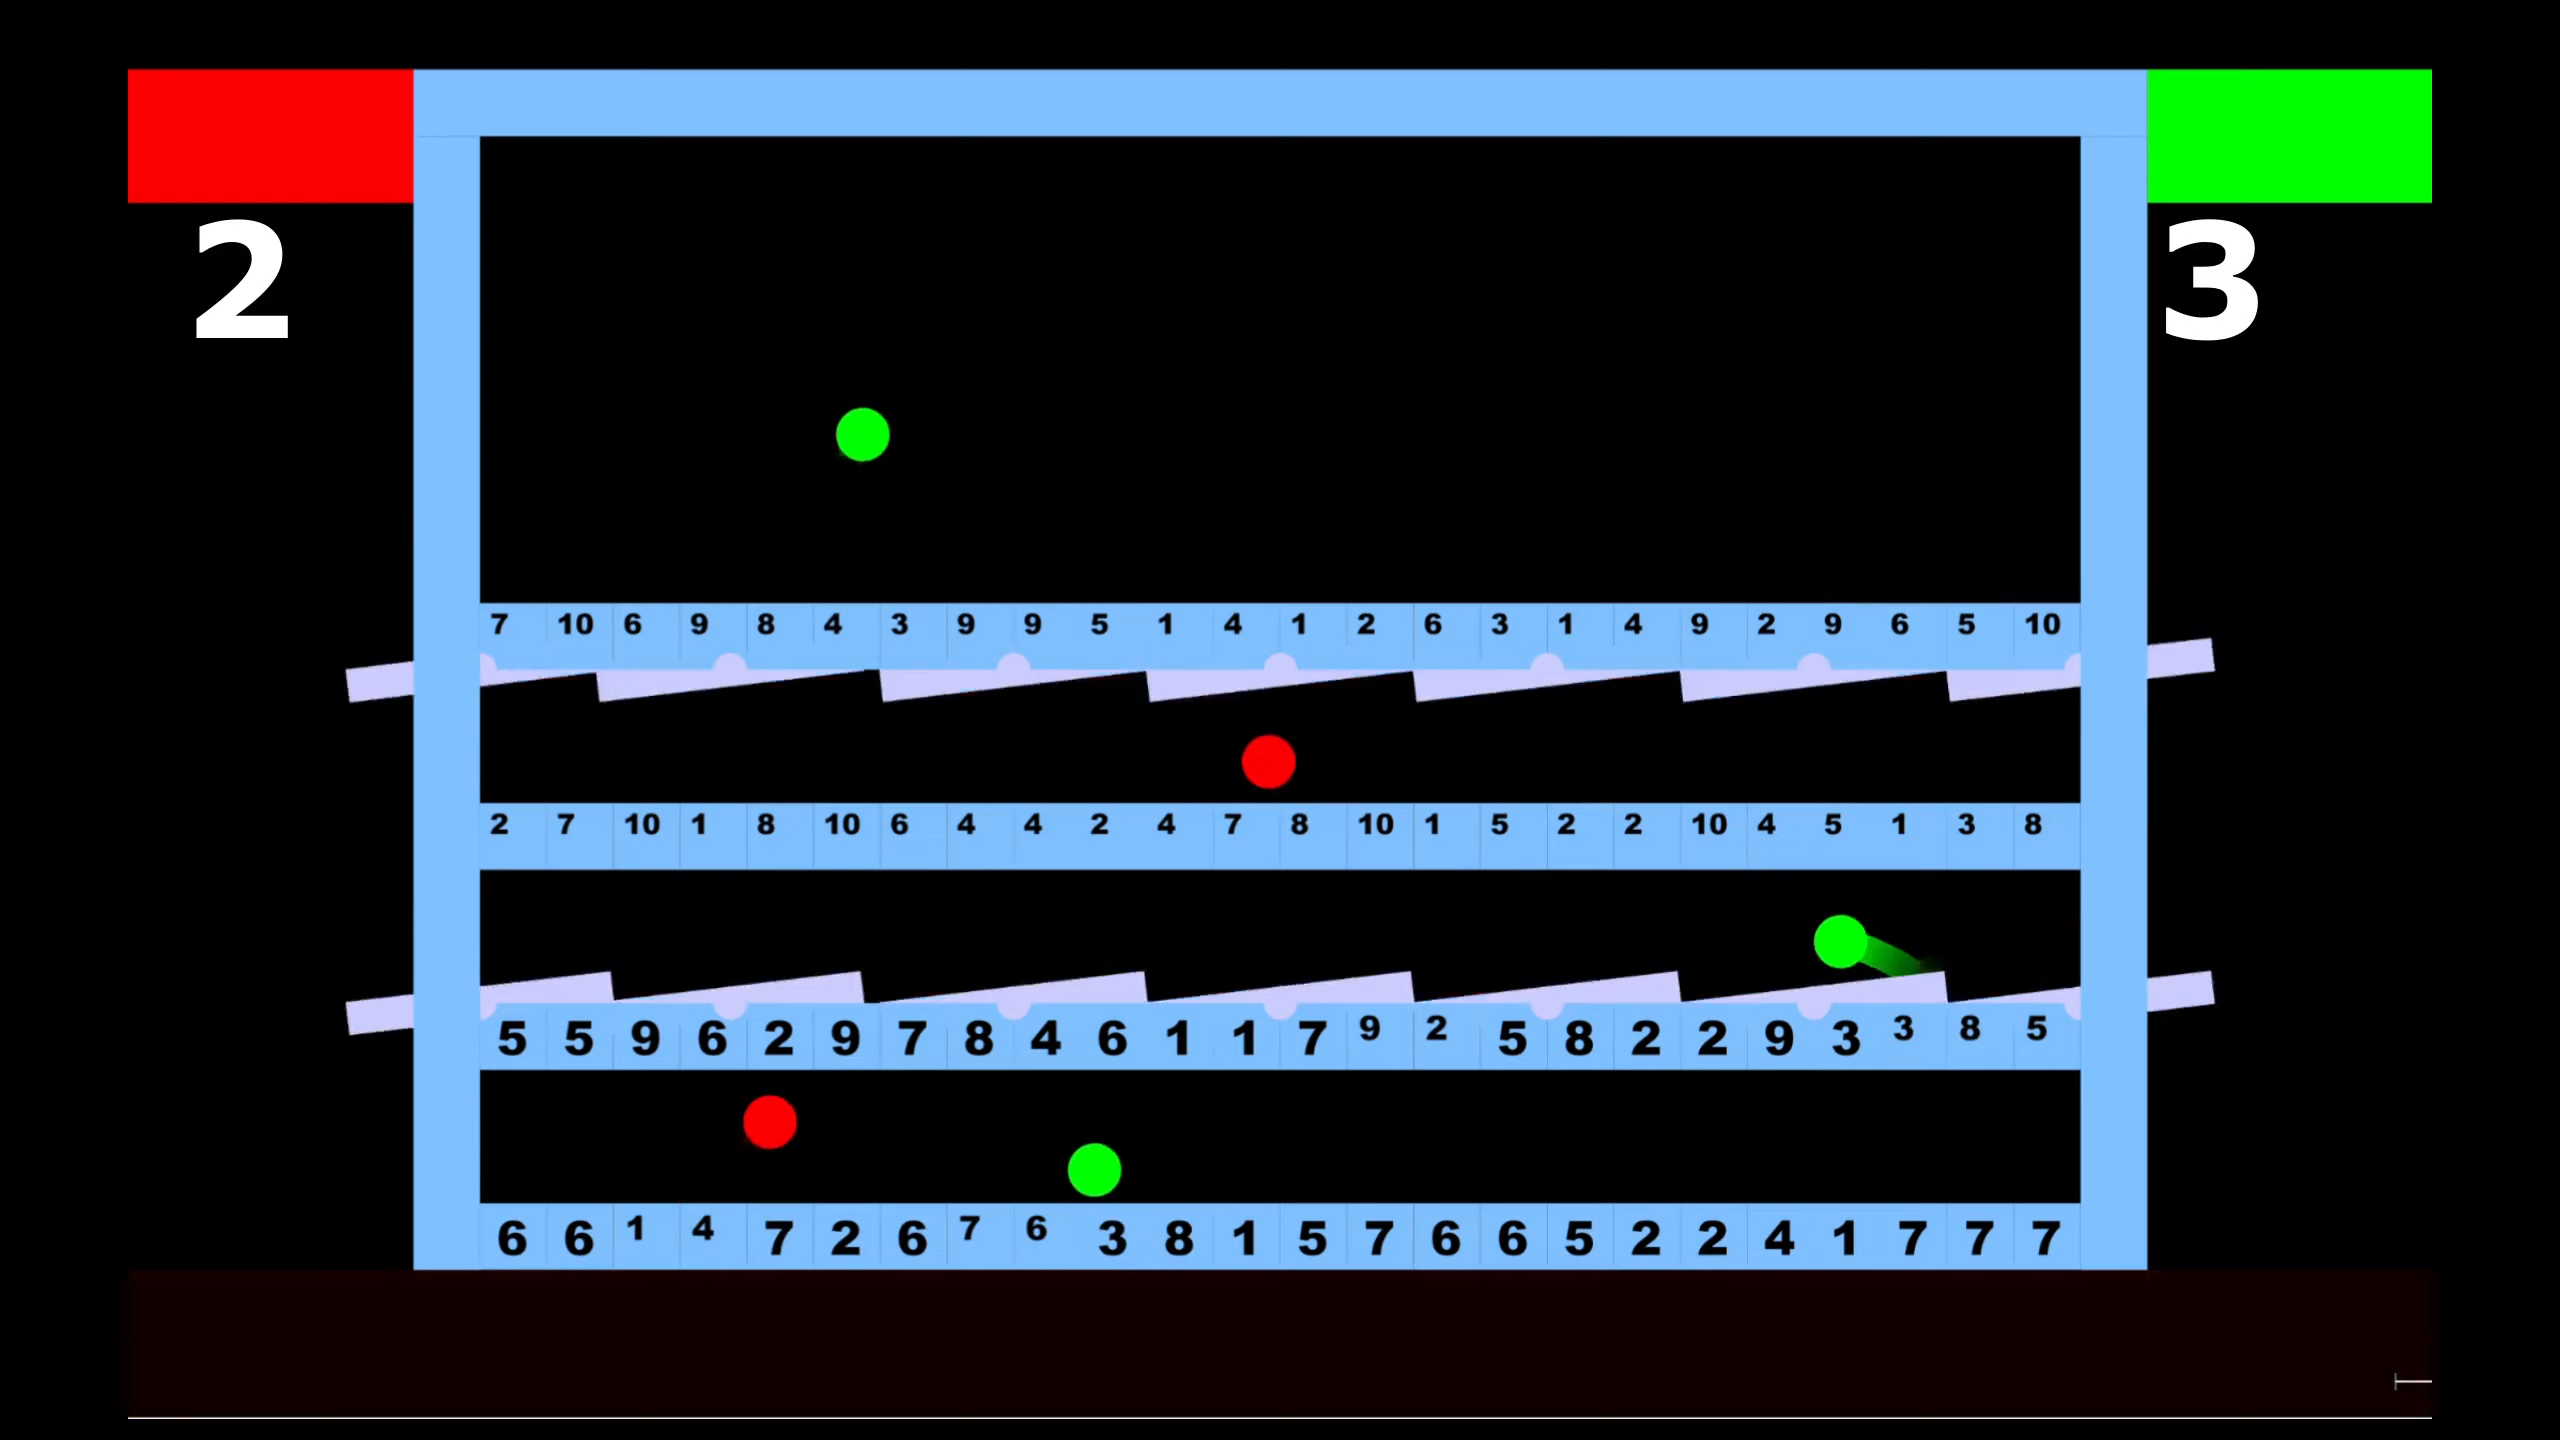 2 3
7 10 6 9 8 4 3 9 9 5 1 4 1 2 6 3 1 4 9 2 9 6 5 10
2 7 10 1 8 10 6 4 4 2 4 7 8 10 1 5 2 2 10 4 5 1 3 8
5 5 9 6 2 9 7 8 4 6 1 1 7 9 2 5 8 2 2 9 3 3 8 5
6 6 1 4 7 2 6 7 6 3 8 1 5 7 6 6 5 2 2 4 1 7 7 7